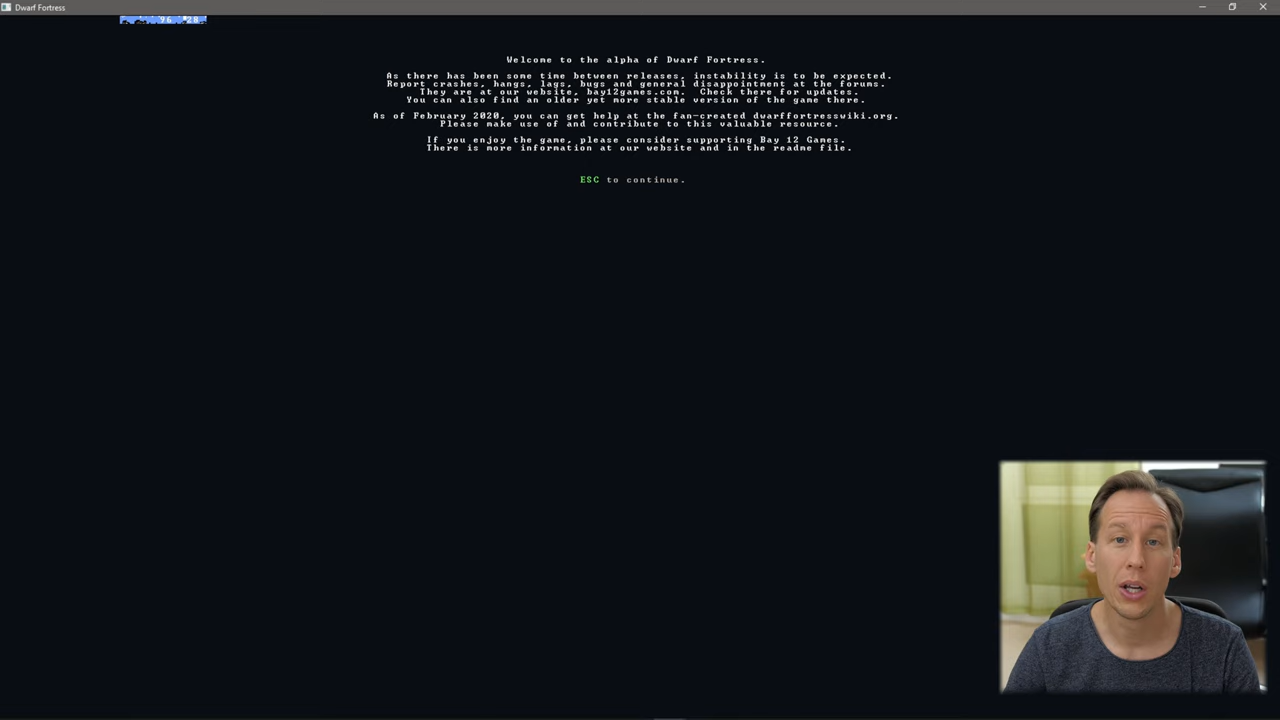 Dwarf Fortress
Welcome to the alpha of Dwarf Fortress.
As there has been some time between releases, instability is to be expected.
Report crashes, hangs, lags, bugs and general disappointment at the forums.
They are at our website, bay12games.com.  Check there for updates.
You can also find an older yet more stable version of the game there.
As of February 2020, you can get help at the fan-created dwarffortresswiki.org.
Please make use of and contribute to this valuable resource.
If you enjoy the game, please consider supporting Bay 12 Games.
There is more information at our website and in the readme file.
ESC to continue.